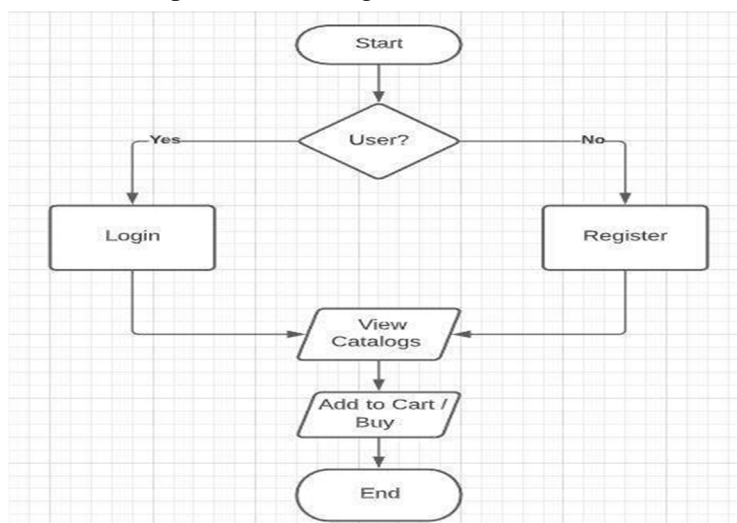 Start
User?
Yes
No
Login
Register
View
Catalogs
Add to Cart /
Buy
End